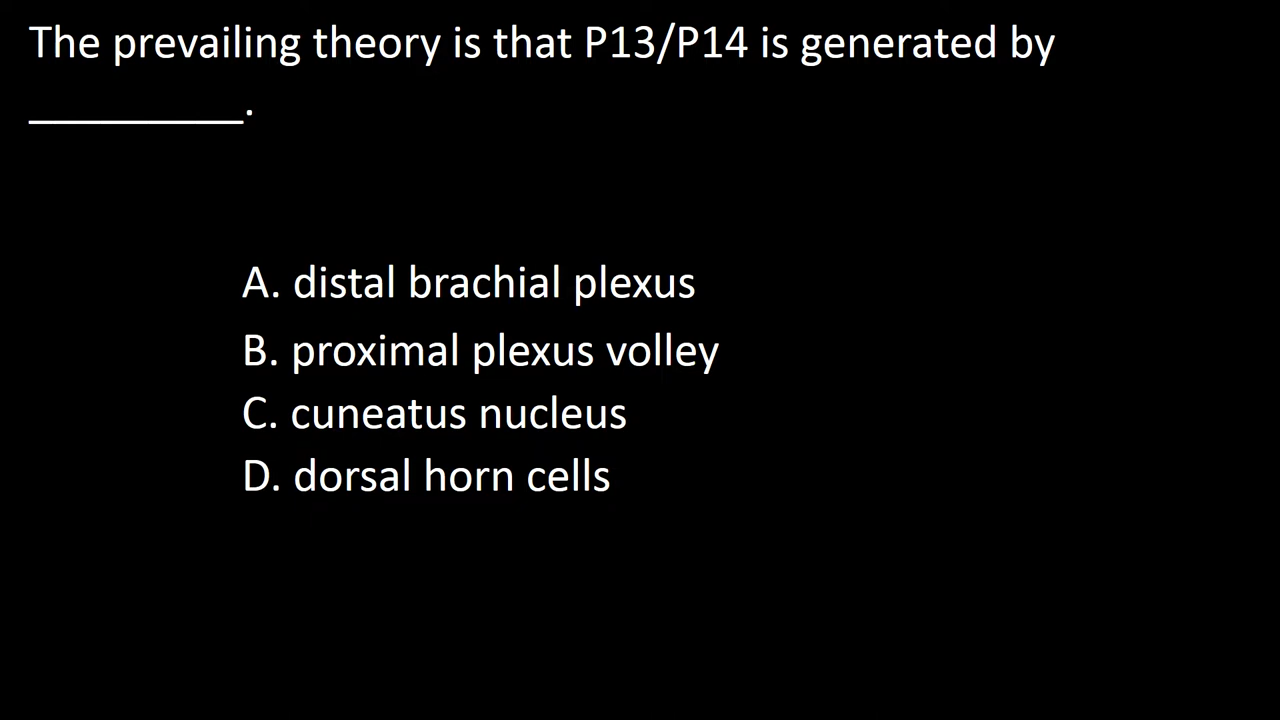 The prevailing theory is that P13/P14 is generated by
__________.
A. distal brachial plexus
B. proximal plexus volley
C. cuneatus nucleus
D. dorsal horn cells